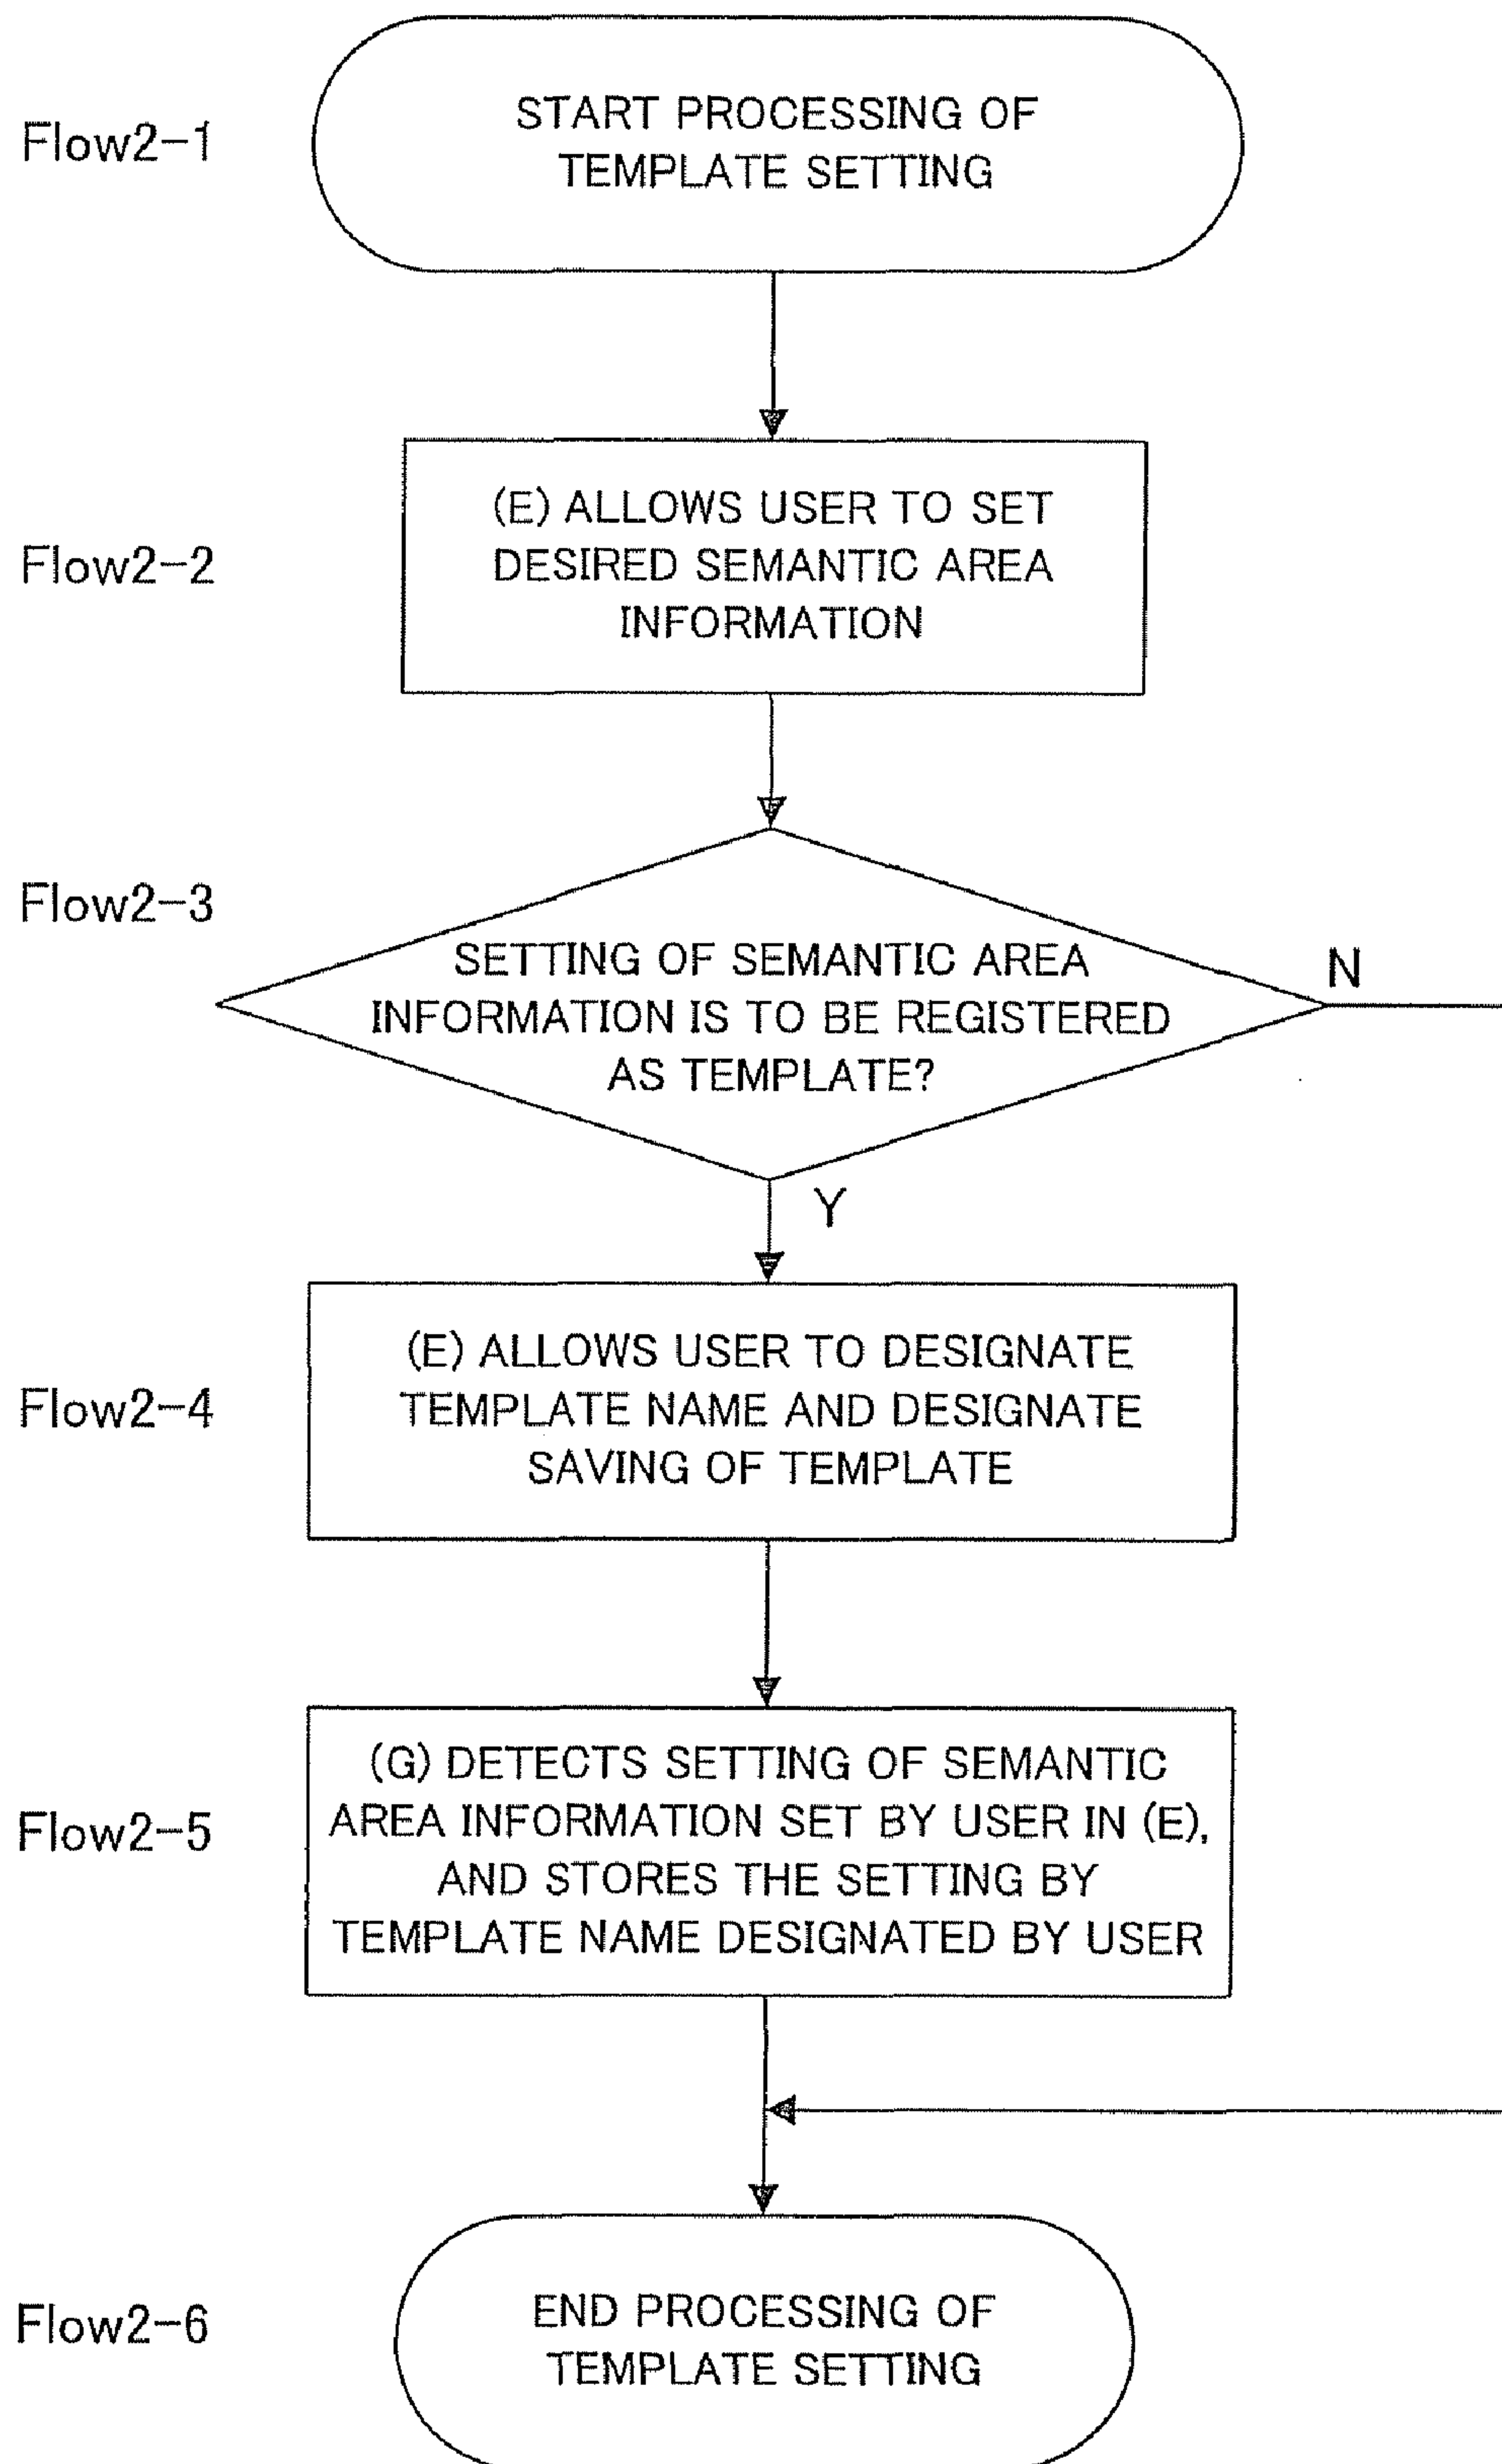 Flow2-1
START PROCESSING OF
TEMPLATE SETTING
Flow2-2
(E) ALLOWS USER TO SET
DESIRED SEMANTIC AREA
INFORMATION
Flow2-3
SETTING OF SEMANTIC AREA
INFORMATION IS TO BE REGISTERED
AS TEMPLATE?
N
Y
Flow2-4
(E) ALLOWS USER TO DESIGNATE
TEMPLATE NAME AND DESIGNATE
SAVING OF TEMPLATE
Flow2-5
(G) DETECTS SETTING OF SEMANTIC
AREA INFORMATION SET BY USER IN (E),
AND STORES THE SETTING BY
TEMPLATE NAME DESIGNATED BY USER
Flow2-6
END PROCESSING OF
TEMPLATE SETTING